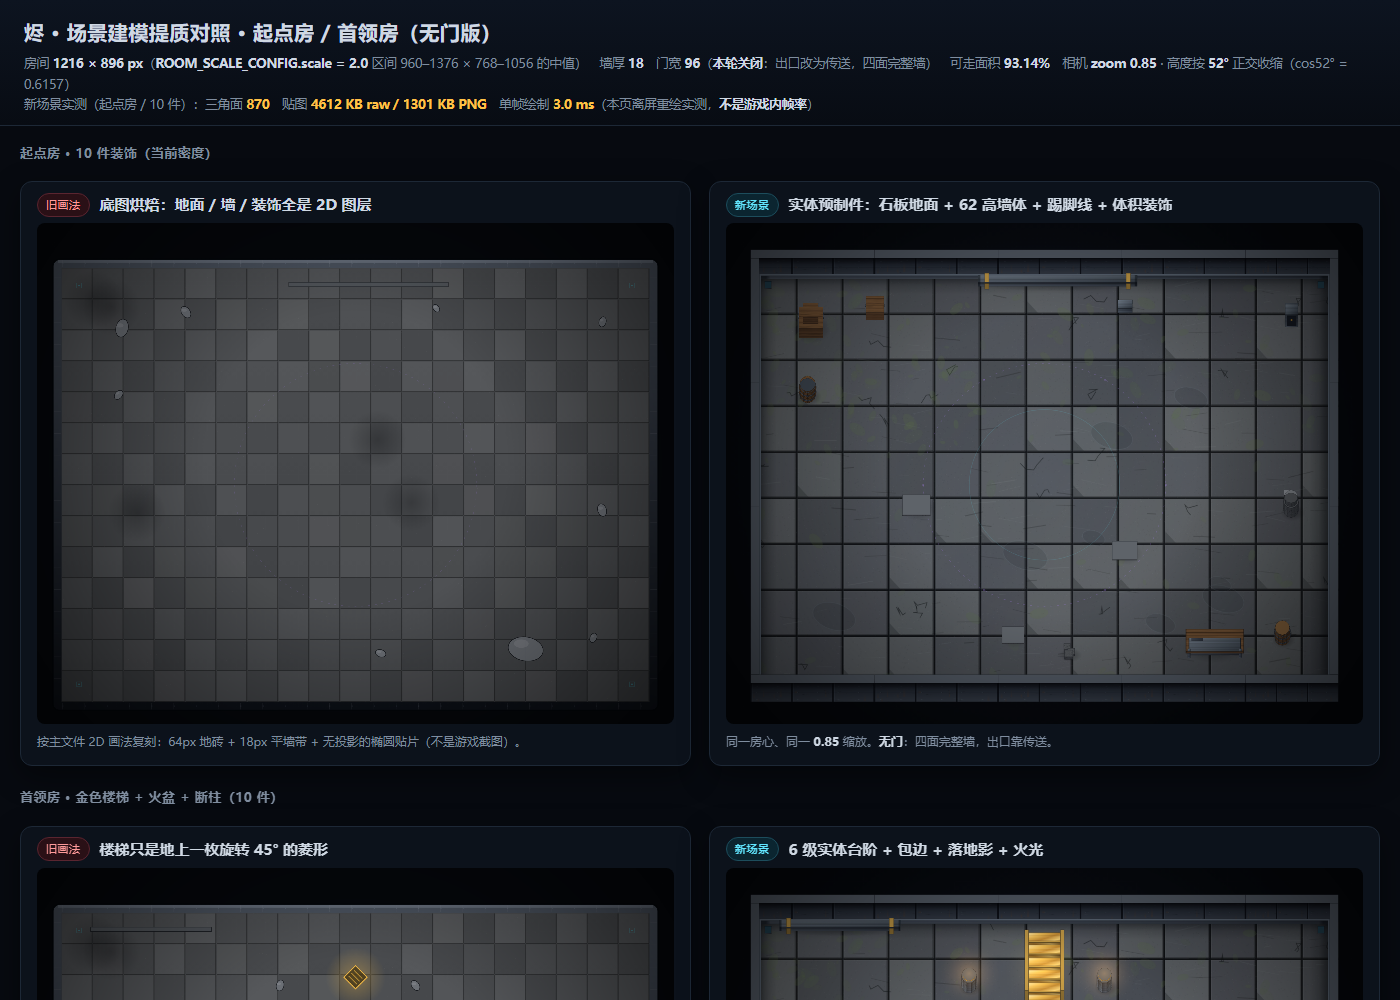 烬 • 场景建模提质对照 • 起点房 / 首领房（无门版）
房间 1216 × 896 px（ROOM_SCALE_CONFIG.scale = 2.0 区间 960–1376 × 768–1056 的中值） 墙厚 18 门宽 96（本轮关闭：出口改为传送，四面完整墙） 可走面积 93.14% 相机 zoom 0.85 · 高度按 52° 正交收缩（cos52° =
0.6157）
新场景实测（起点房 / 10 件）：三角面 870 贴图 4612 KB raw / 1301 KB PNG 单帧绘制 3.0 ms（本页离屏重绘实测，不是游戏内帧率）
起点房 • 10 件装饰（当前密度）
旧画法 底图烘焙：地面 / 墙 / 装饰全是 2D 图层
按主文件 2D 画法复刻：64px 地砖 + 18px 平墙带 + 无投影的椭圆贴片（不是游戏截图）。
新场景 实体预制件：石板地面 + 62 高墙体 + 踢脚线 + 体积装饰
同一房心、同一 0.85 缩放。无门：四面完整墙，出口靠传送。
首领房 • 金色楼梯 + 火盆 + 断柱（10 件）
旧画法 楼梯只是地上一枚旋转 45° 的菱形
新场景 6 级实体台阶 + 包边 + 落地影 + 火光